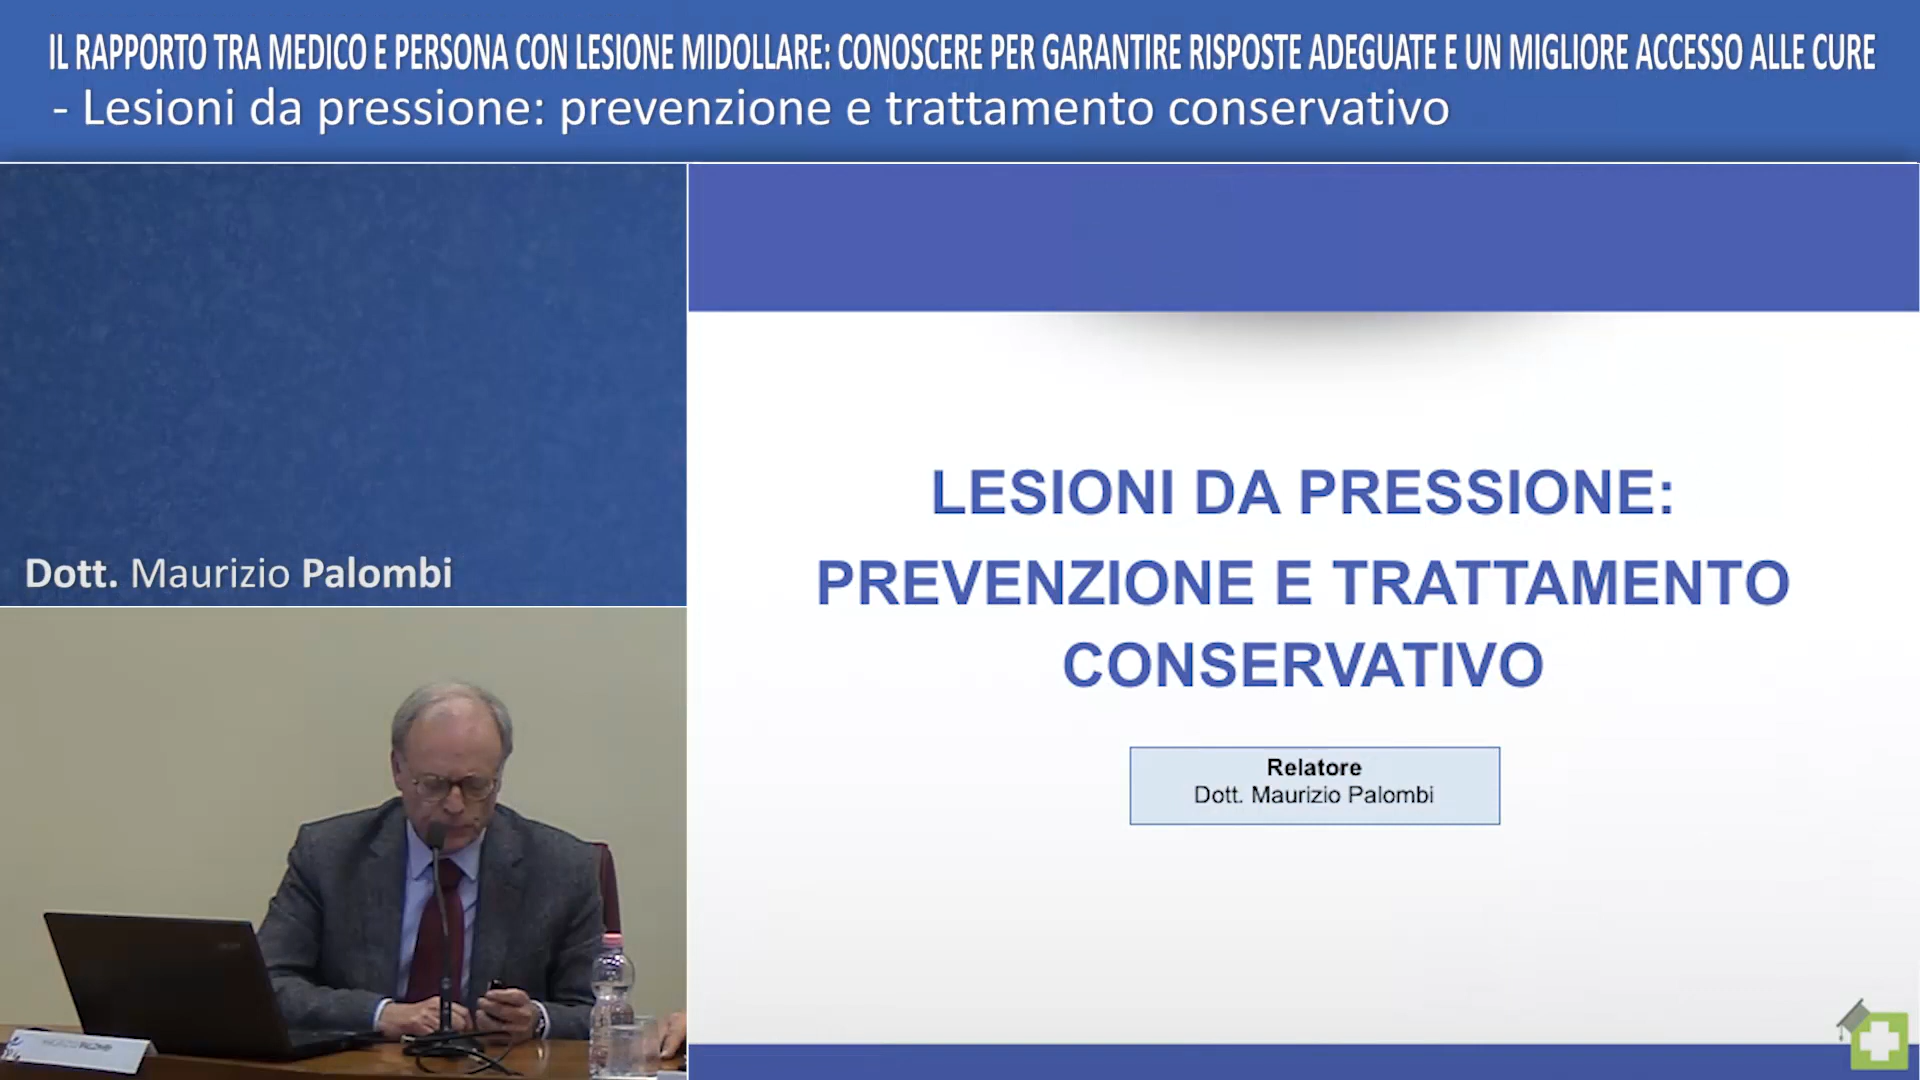 IL RAPPORTO TRA MEDICO E PERSONA CON LESIONE MIDOLLARE: CONOSCERE PER GARANTIRE RISPOSTE ADEGUATE E UN MIGLIORE ACCESSO ALLE CURE
- Lesioni da pressione: prevenzione e trattamento conservativo
Dott. Maurizio Palombi
LESIONI DA PRESSIONE:
PREVENZIONE E TRATTAMENTO
CONSERVATIVO
Relatore
Dott. Maurizio Palombi